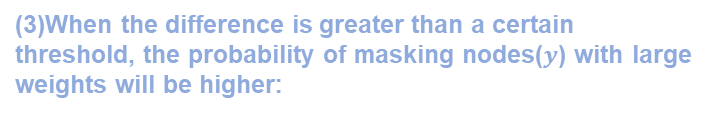 (3)When the difference is greater than a certain
threshold, the probability of masking nodes(y) with large
weights will be higher: